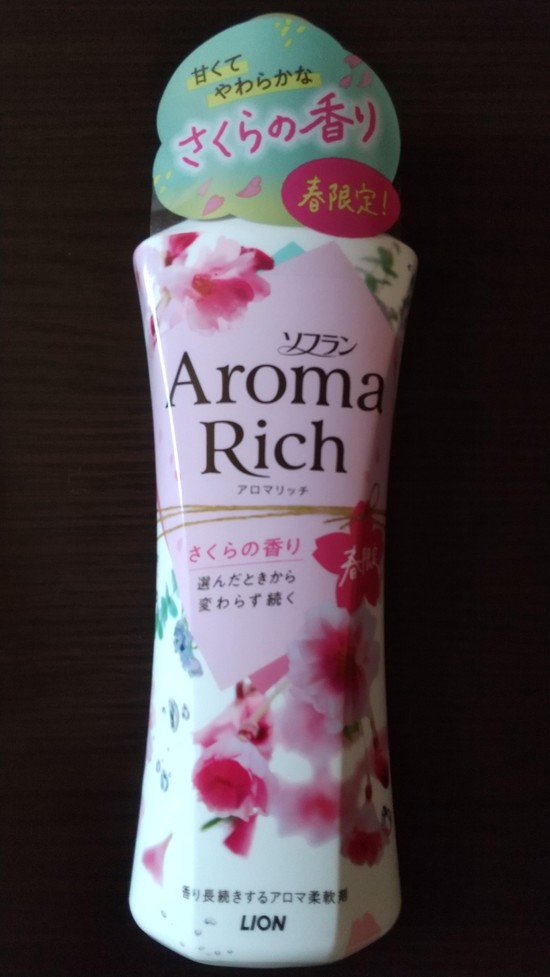 甘くて
やわらかな
さくらの香り
春限定!
ソフラン
Aroma
Rich
アロマリッチ
さくらの香り
春限定
選んだときから
変わらず続く
香り長続きするアロマ柔軟剤
LION